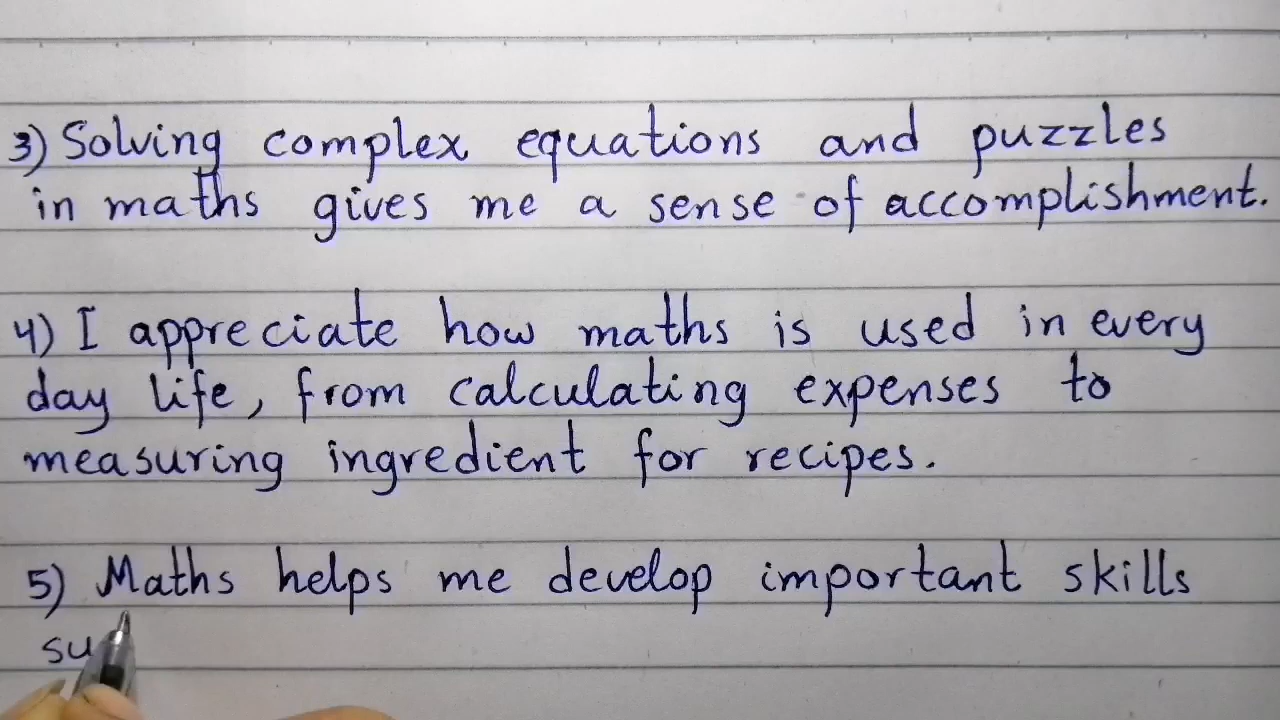 3) Solving complex equations and puzzles
in maths gives me a sense of accomplishment.
4) I appreciate how maths is used in every
day life, from calculating expenses to
measuring ingredient for recipes.
5) Maths helps me develop important skills
su